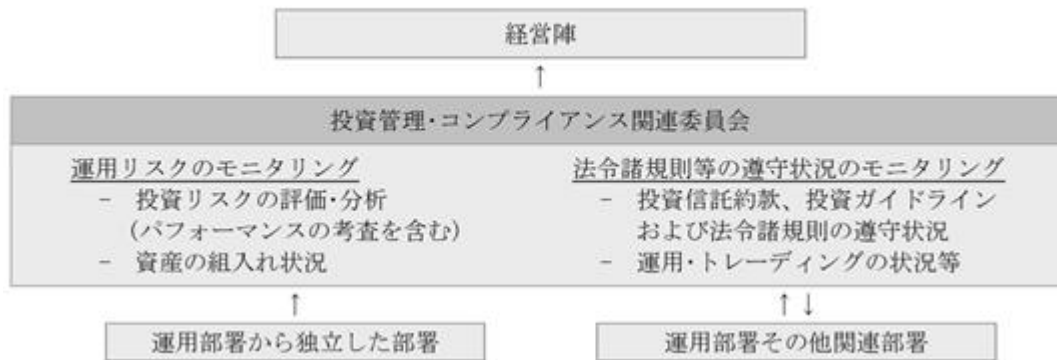 経営陣
↑
投資管理・コンプライアンス関連委員会
運用リスクのモニタリング
- 投資リスクの評価・分析
(パフォーマンスの考査を含む)
- 資産の組入れ状況
法令諸規則等の遵守状況のモニタリング
- 投資信託約款、投資ガイドライン
および法令諸規則の遵守状況
- 運用・トレーディングの状況等
↑
↑↓
運用部署から独立した部署
運用部署その他関連部署